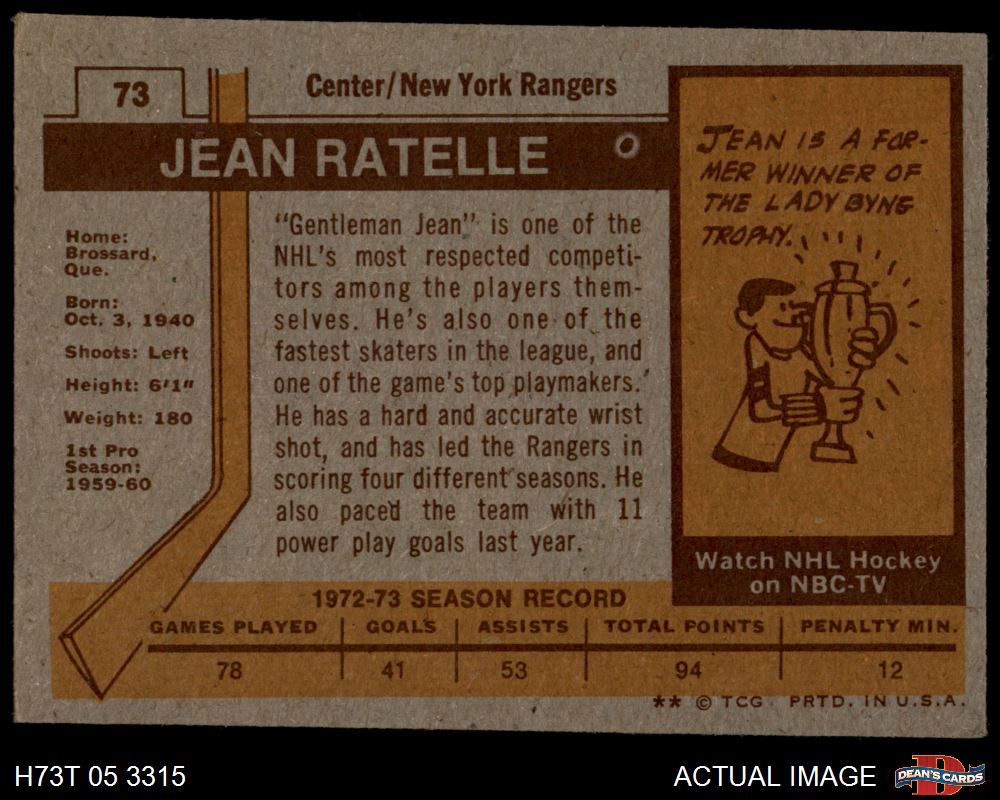 73
Center/New York Rangers
JEAN RATELLE
Home:
Brossard,
Que.
Born:
Oct. 3, 1940
Shoots: Left
Height: 6'1"
Weight: 180
1st Pro
Season:
1959-60
"Gentleman Jean" is one of the
NHL's most respected competi-
tors among the players them-
selves. He's also one of the
fastest skaters in the league, and
one of the game's top playmakers.
He has a hard and accurate wrist
shot, and has led the Rangers in
scoring four different seasons. He
also paced the team with 11
power play goals last year.
JEAN IS A FOR-
MER WINNER OF
THE LADY BYNG
TROPHY.
Watch NHL Hockey
on NBC-TV
1972-73 SEASON RECORD
GAMES PLAYED GOALS ASSISTS TOTAL POINTS PENALTY MIN.
78 41 53 94 12
** © TCG PRTD. IN U.S.A.
H73T 05 3315
ACTUAL IMAGE
D
DEAN'S CARDS